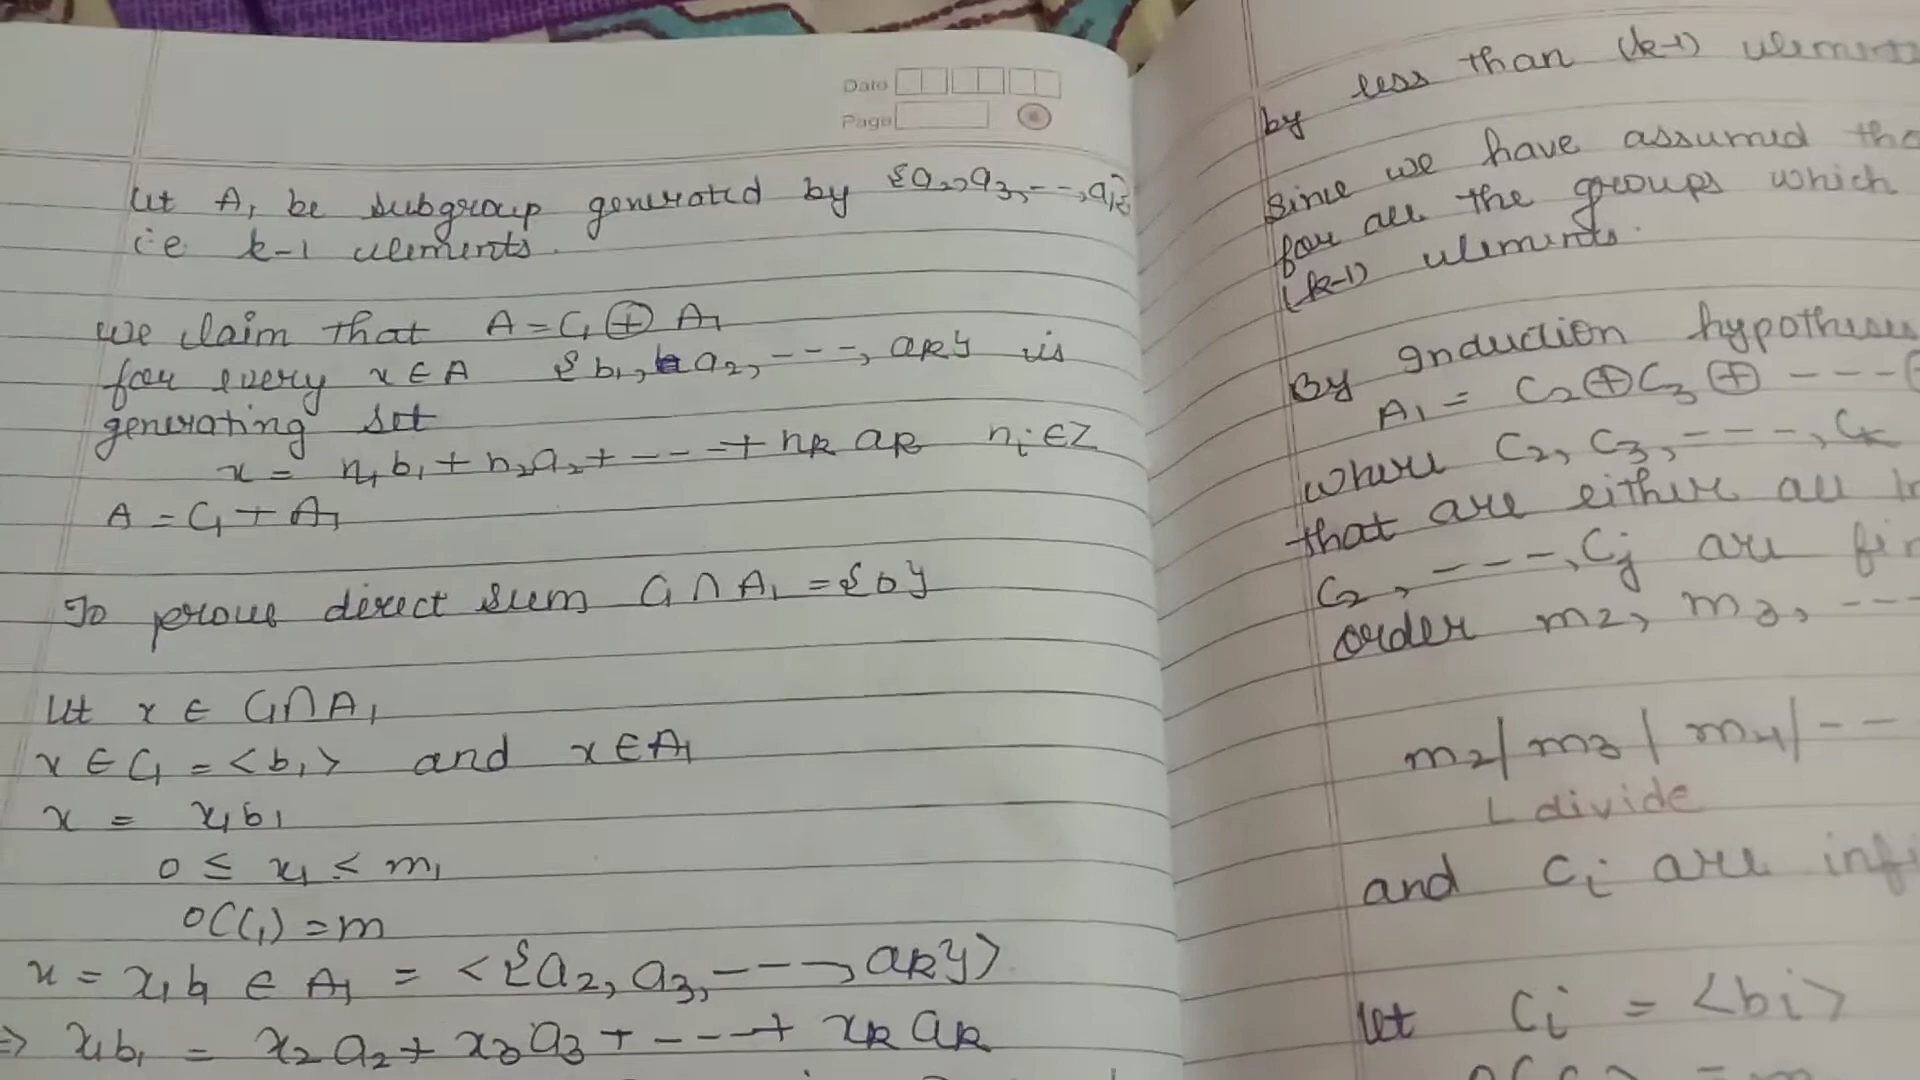 Date
Page
Let A₁ be subgroup generated by {a₂, a₃, ---, aₖ}
i.e k-1 elements.
We claim that A = C₁ ⊕ A₁
for every x ∈ A {b₁, a₂, ---, aₖ} is
generating set
x = n₁b₁ + n₂a₂ + --- + nₖ aₖ nᵢ ∈ Z
A = C₁ + A₁
To prove direct sum C₁ ∩ A₁ = {0}
Let x ∈ C₁ ∩ A₁
x ∈ C₁ = <b₁> and x ∈ A₁
x = x₁b₁
0 ≤ x₁ < m₁
O(C₁) = m
x = x₁b₁ ∈ A₁ = <{a₂, a₃, ---, aₖ}>
⇒ x₁b₁ = x₂a₂ + x₃a₃ + --- + xₖ aₖ
by less than (k-1) elements
Since we have assumed
for all the groups which
(k-1) elements.
By Induction hypothesis
A₁ = C₂ ⊕ C₃ ⊕ ---
where C₂, C₃, ---, Cₖ
that are either all
C₂, ---, Cⱼ are
order m₂, m₃, ---
m₂ | m₃ | m₄ | --
divide
and Cᵢ are
let Cᵢ = <bᵢ>